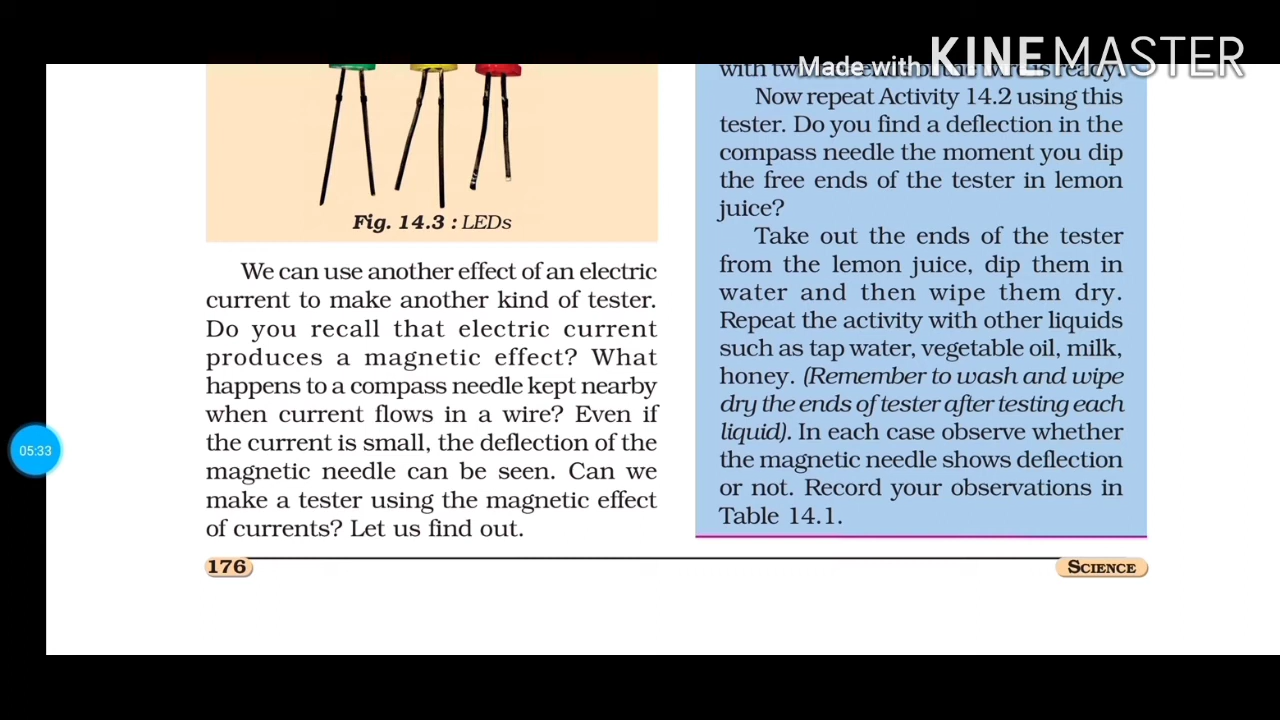 Made with KINEMASTER
Fig. 14.3 : LEDs
We can use another effect of an electric
current to make another kind of tester.
Do you recall that electric current
produces a magnetic effect? What
happens to a compass needle kept nearby
when current flows in a wire? Even if
the current is small, the deflection of the
magnetic needle can be seen. Can we
make a tester using the magnetic effect
of currents? Let us find out.
with two
ready.
Now repeat Activity 14.2 using this
tester. Do you find a deflection in the
compass needle the moment you dip
the free ends of the tester in lemon
juice?
Take out the ends of the tester
from the lemon juice, dip them in
water and then wipe them dry.
Repeat the activity with other liquids
such as tap water, vegetable oil, milk,
honey. (Remember to wash and wipe
dry the ends of tester after testing each
liquid). In each case observe whether
the magnetic needle shows deflection
or not. Record your observations in
Table 14.1.
05:33
176
SCIENCE